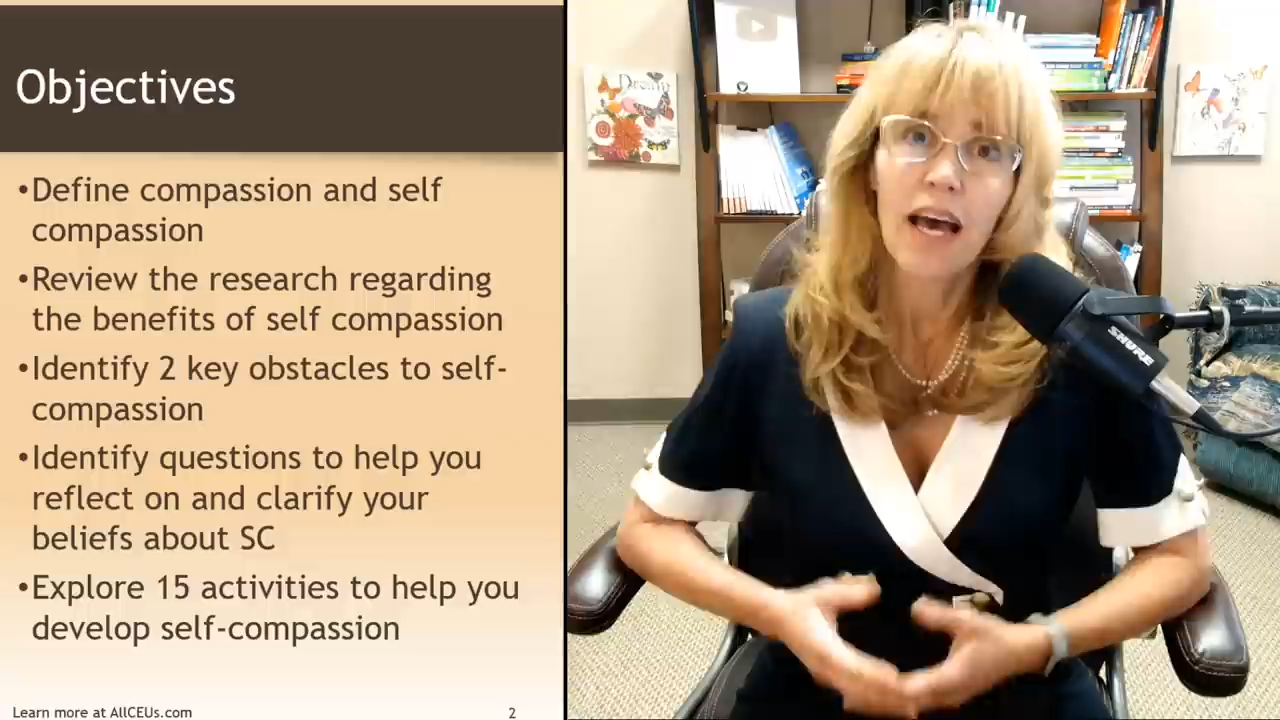 Objectives
•Define compassion and self
compassion
•Review the research regarding
the benefits of self compassion
•Identify 2 key obstacles to self-
compassion
•Identify questions to help you
reflect on and clarify your
beliefs about SC
•Explore 15 activities to help you
develop self-compassion
Learn more at AllCEUs.com
2
Dream
SHURE